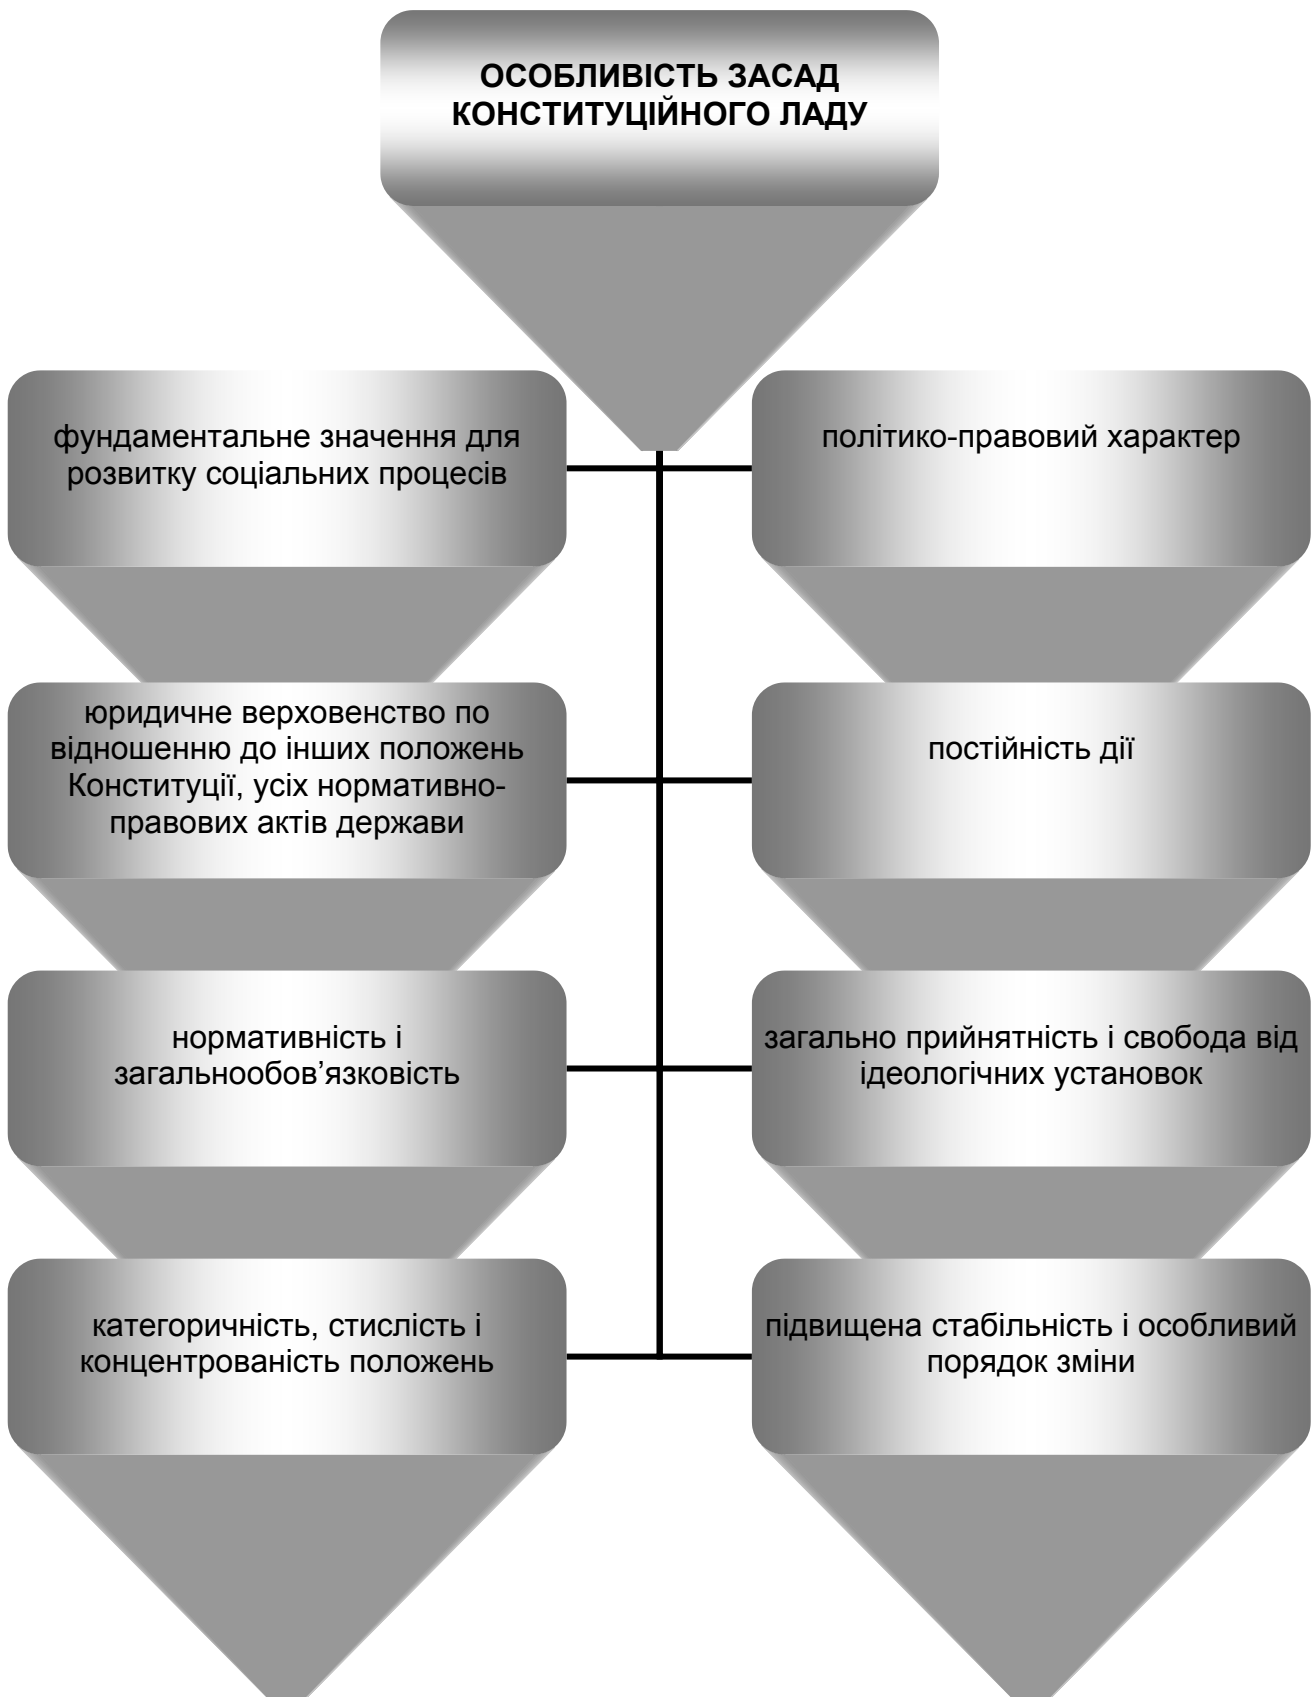 ОСОБЛИВІСТЬ ЗАСАД
КОНСТИТУЦІЙНОГО ЛАДУ
фундаментальне значення для
розвитку соціальних процесів
політико-правовий характер
юридичне верховенство по
відношенню до інших положень
Конституції, усіх нормативно-
правових актів держави
постійність дії
нормативність і
загальнообов’язковість
загально прийнятність і свобода від
ідеологічних установок
категоричність, стислість і
концентрованість положень
підвищена стабільність і особливий
порядок зміни